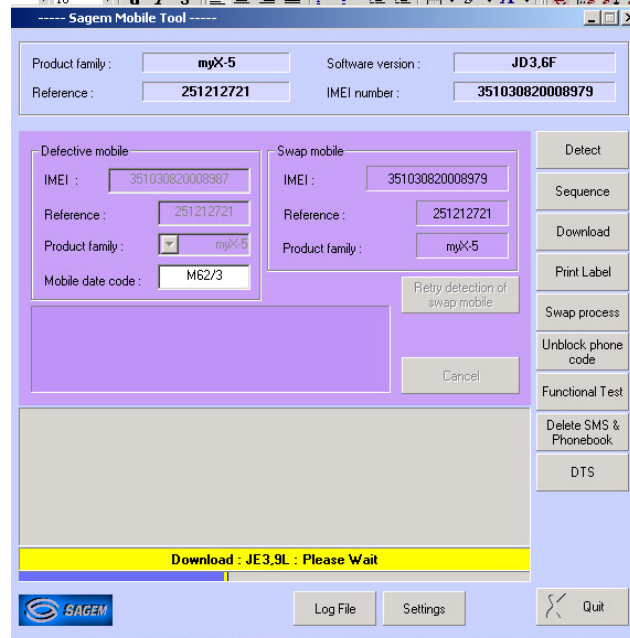 ----- Sagem Mobile Tool -----
Product family : myX-5 Software version : JD3,6F
Reference : 251212721 IMEI number : 351030820008979
Defective mobile
IMEI : 351030820008987
Reference : 251212721
Product family : myX-5
Mobile date code : M62/3
Swap mobile
IMEI : 351030820008979
Reference : 251212721
Product family : myX-5
Retry detection of
swap mobile
Cancel
Detect
Sequence
Download
Print Label
Swap process
Unblock phone
code
Functional Test
Delete SMS &
Phonebook
DTS
Download : JE3,9L : Please Wait
SAGEM
Log File
Settings
Quit